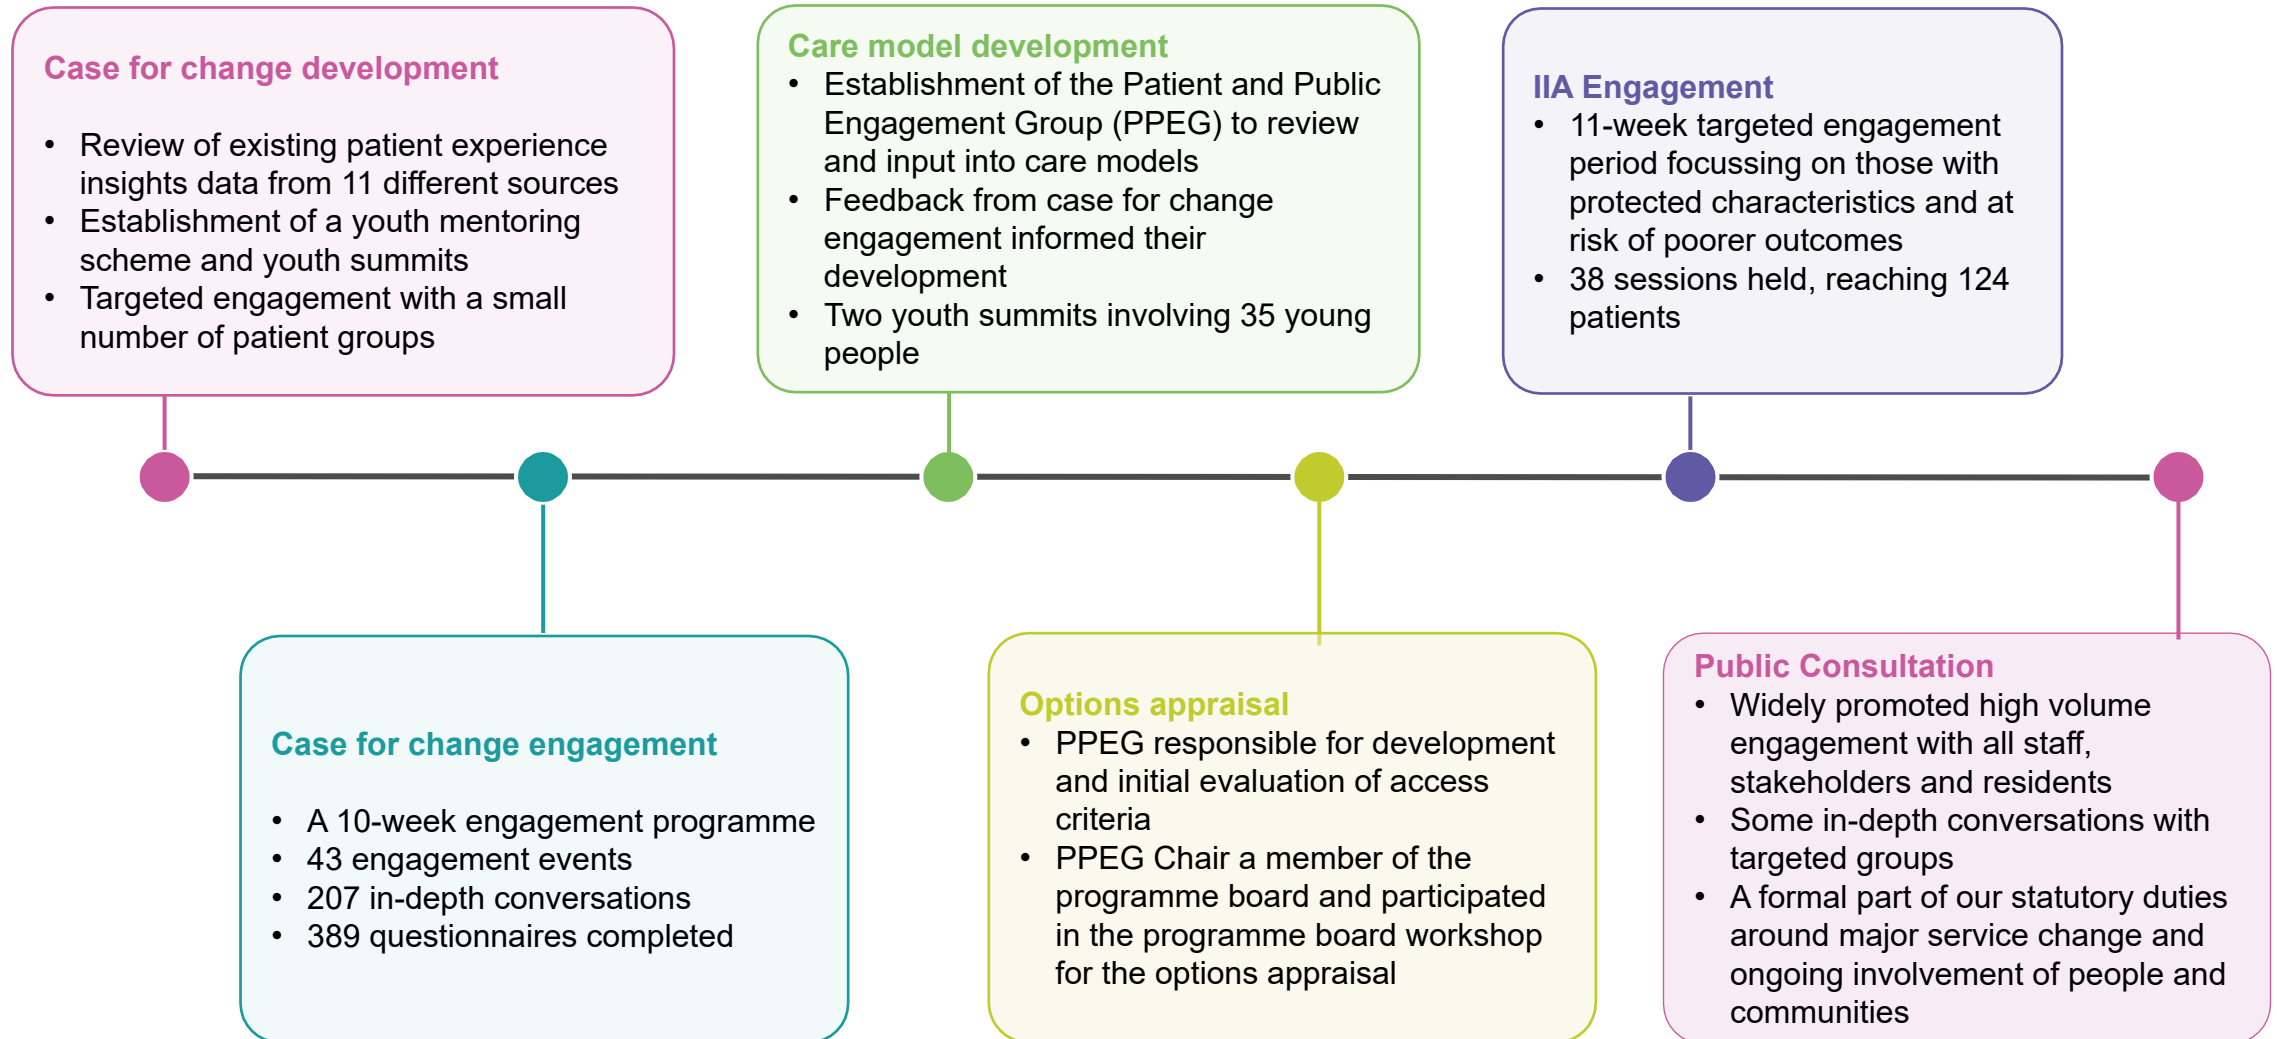 Case for change development
• Review of existing patient experience
insights data from 11 different sources
• Establishment of a youth mentoring
scheme and youth summits
• Targeted engagement with a small
number of patient groups
Case for change engagement
• A 10-week engagement programme
• 43 engagement events
• 207 in-depth conversations
• 389 questionnaires completed
Care model development
• Establishment of the Patient and Public
Engagement Group (PPEG) to review
and input into care models
• Feedback from case for change
engagement informed their
development
• Two youth summits involving 35 young
people
Options appraisal
• PPEG responsible for development
and initial evaluation of access
criteria
• PPEG Chair a member of the
programme board and participated
in the programme board workshop
for the options appraisal
IIA Engagement
• 11-week targeted engagement
period focussing on those with
protected characteristics and at
risk of poorer outcomes
• 38 sessions held, reaching 124
patients
Public Consultation
• Widely promoted high volume
engagement with all staff,
stakeholders and residents
• Some in-depth conversations with
targeted groups
• A formal part of our statutory duties
around major service change and
ongoing involvement of people and
communities